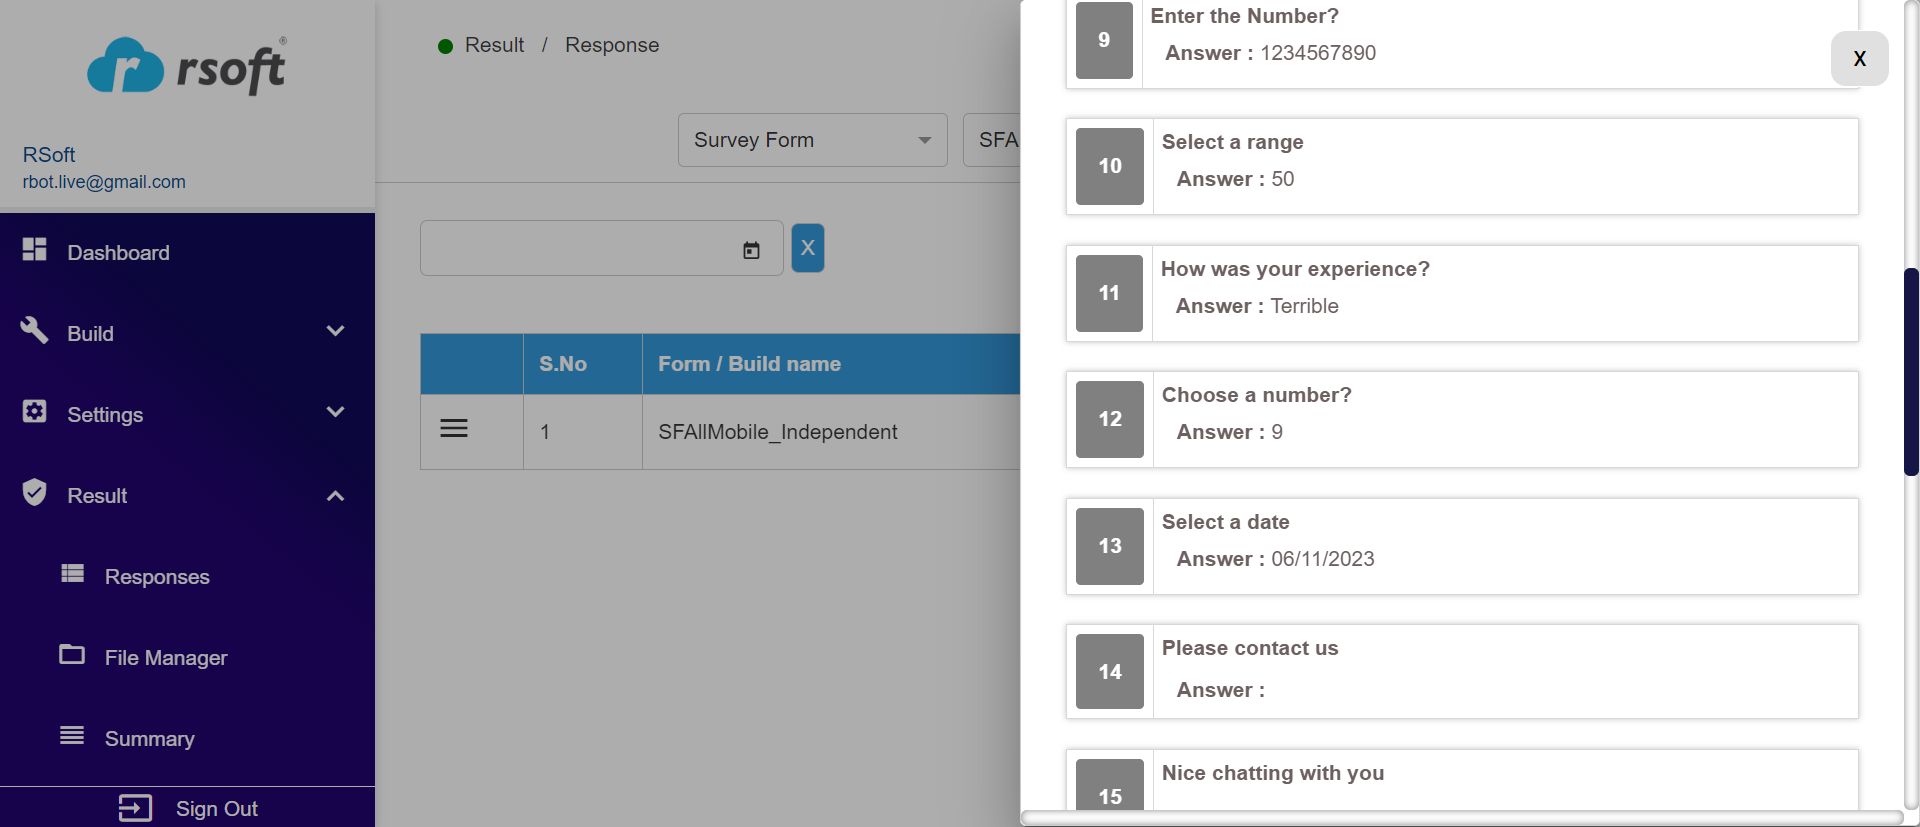 rsoft®
RSoft
rbot.live@gmail.com
Dashboard
Build
Settings
Result
Responses
File Manager
Summary
Sign Out
Result / Response
Survey Form
SFA
X
S.No
Form / Build name
1
SFAllMobile_Independent
X
9
Enter the Number?
Answer : 1234567890
10
Select a range
Answer : 50
11
How was your experience?
Answer : Terrible
12
Choose a number?
Answer : 9
13
Select a date
Answer : 06/11/2023
14
Please contact us
Answer :
15
Nice chatting with you